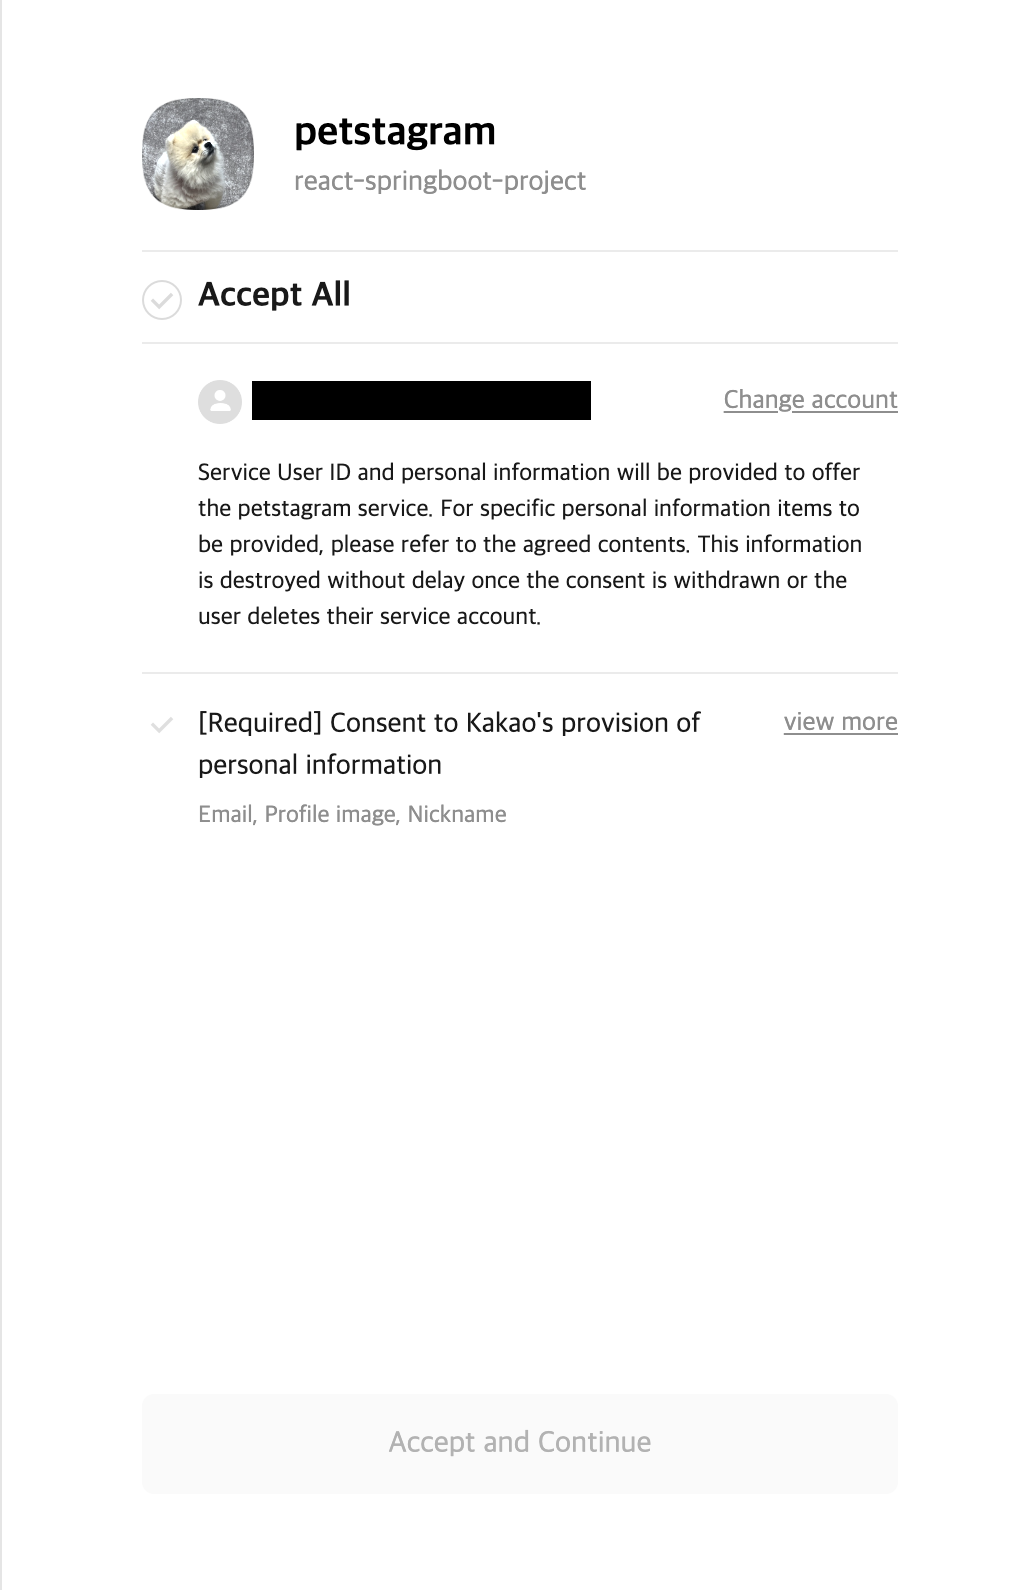 petstagram
react-springboot-project
Accept All
Change account
Service User ID and personal information will be provided to offer
the petstagram service. For specific personal information items to
be provided, please refer to the agreed contents. This information
is destroyed without delay once the consent is withdrawn or the
user deletes their service account.
[Required] Consent to Kakao's provision of
personal information
view more
Email, Profile image, Nickname
Accept and Continue